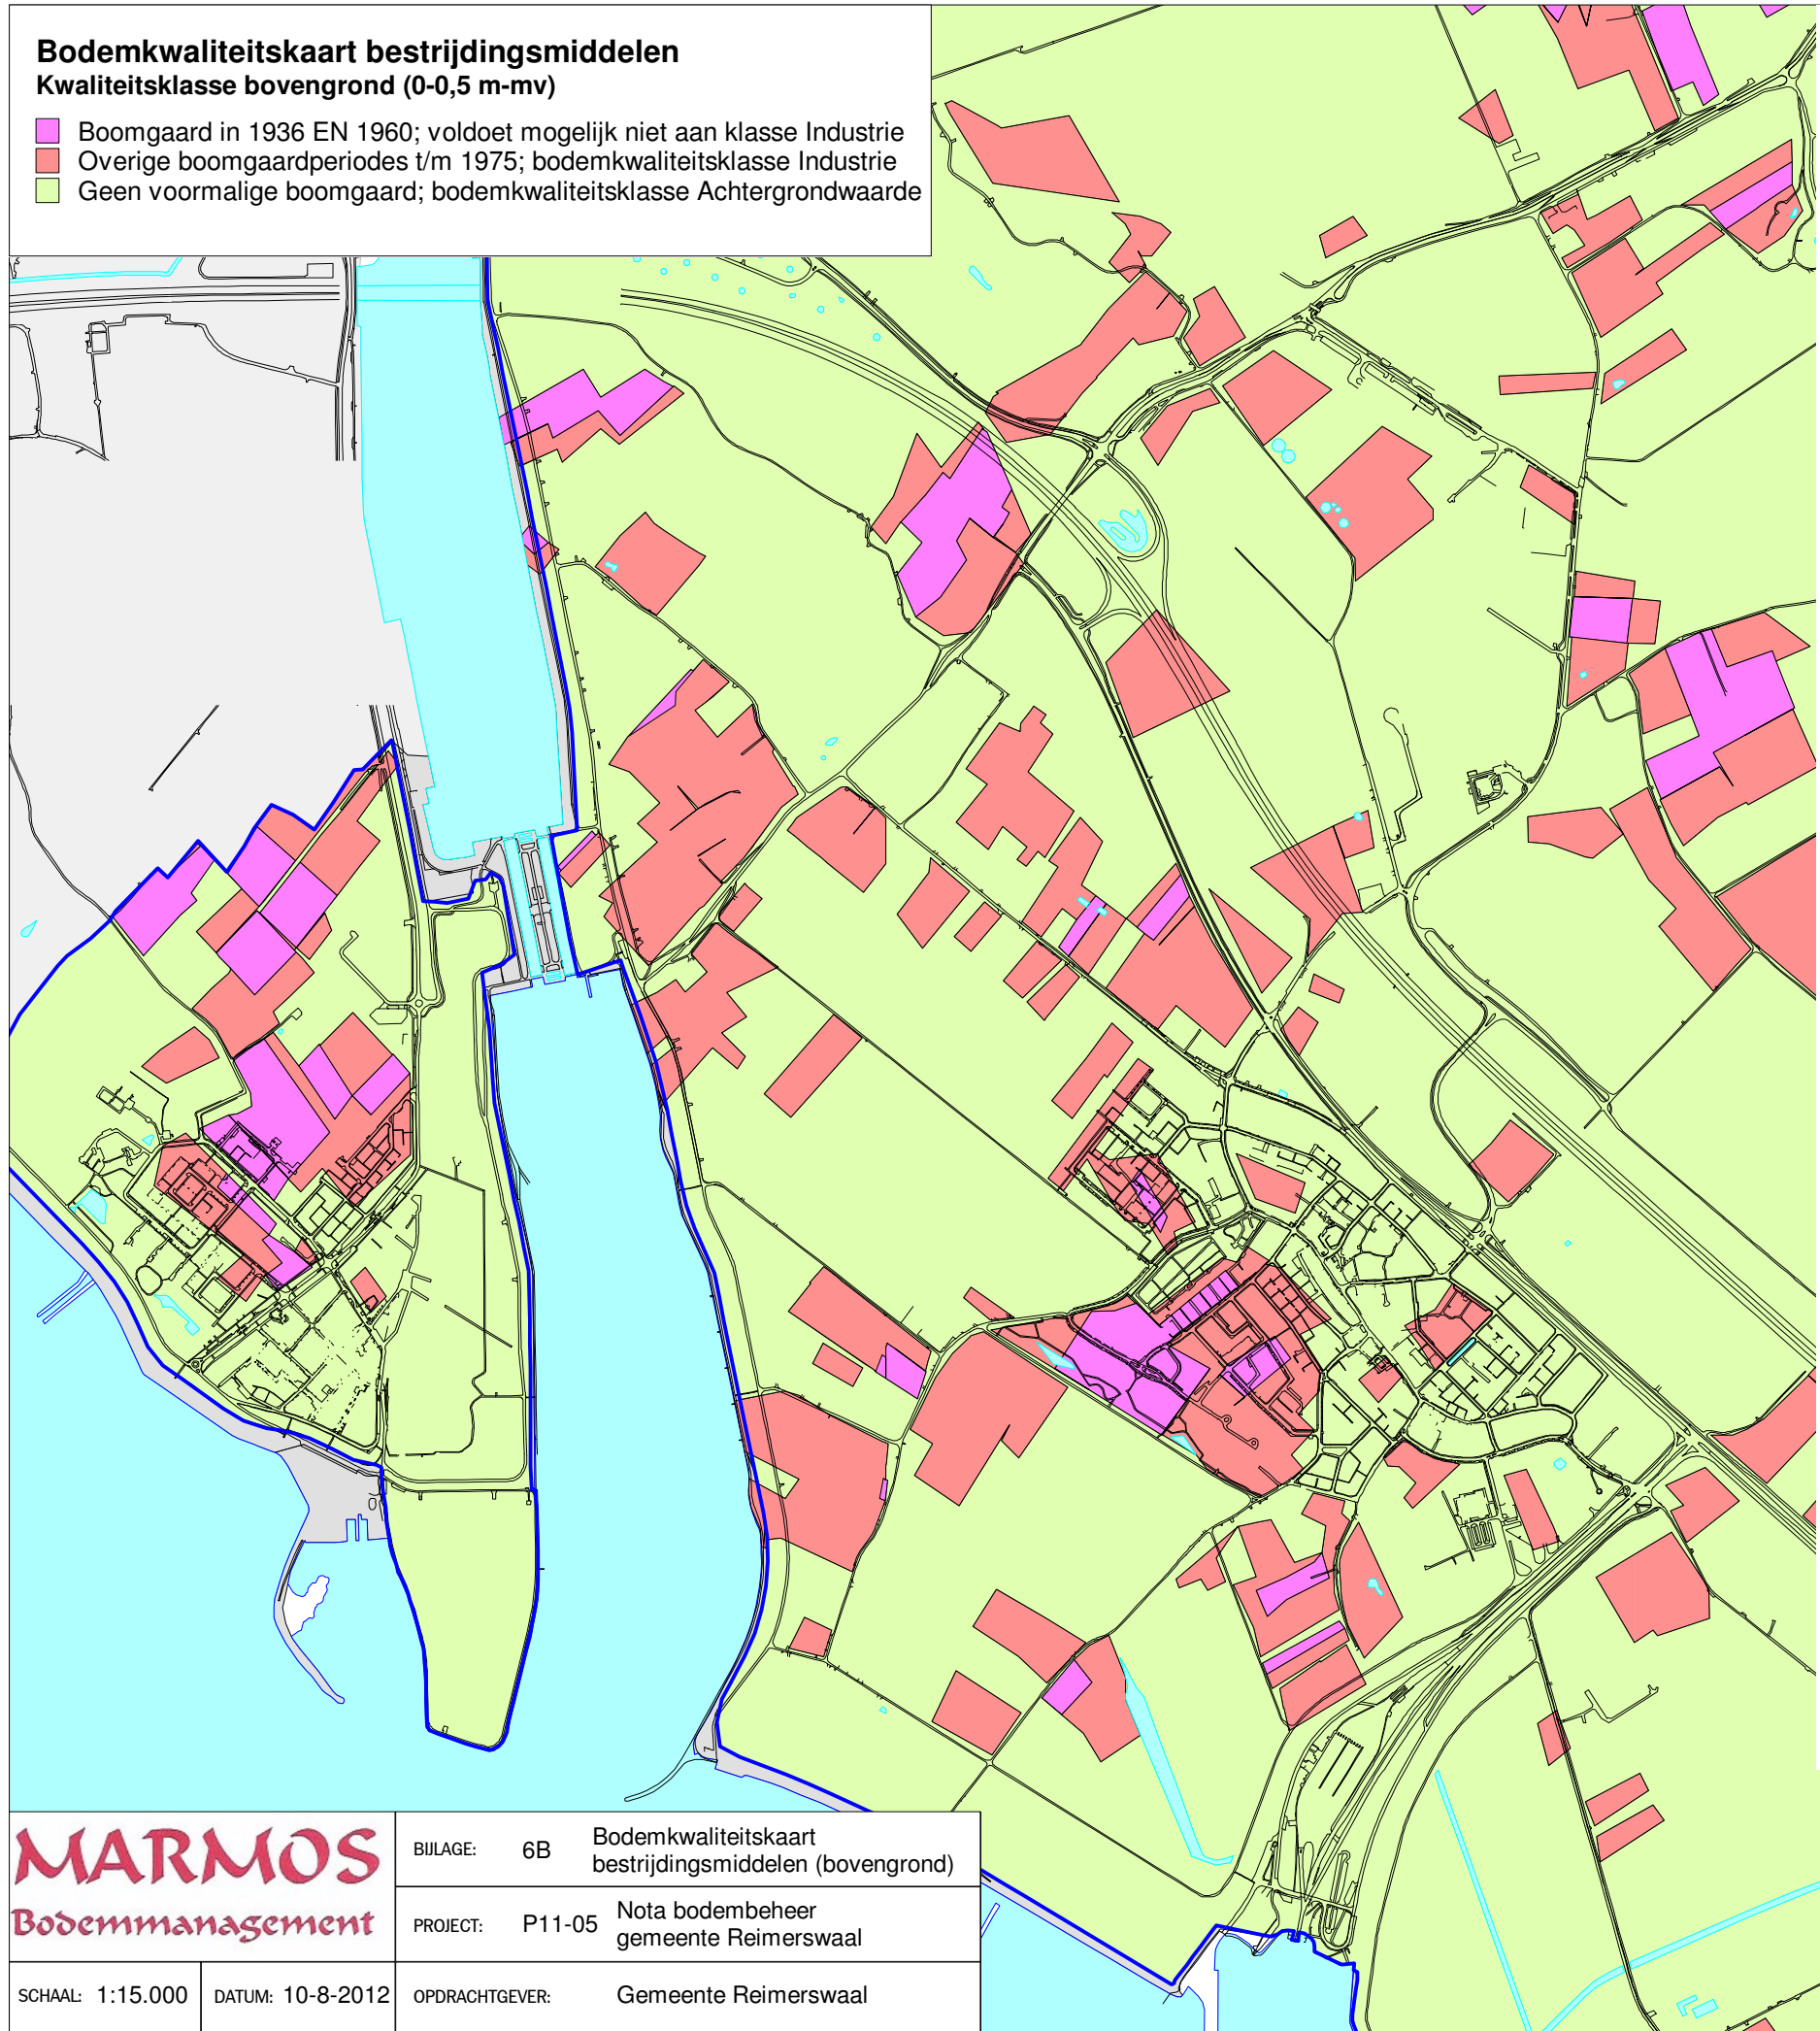 Bodemkwaliteitskaart bestrijdingsmiddelen
Kwaliteitsklasse bovengrond (0-0,5 m-mv)
Boomgaard in 1936 EN 1960; voldoet mogelijk niet aan klasse Industrie
Overige boomgaardperiodes t/m 1975; bodemkwaliteitsklasse Industrie
Geen voormalige boomgaard; bodemkwaliteitsklasse Achtergrondwaarde
MARMOS
Bodemmanagement
SCHAAL: 1:15.000
DATUM: 10-8-2012
BIJLAGE: 6B Bodemkwaliteitskaart
bestrijdingsmiddelen (bovengrond)
PROJECT: P11-05 Nota bodembeheer
gemeente Reimerswaal
OPDRACHTGEVER: Gemeente Reimerswaal